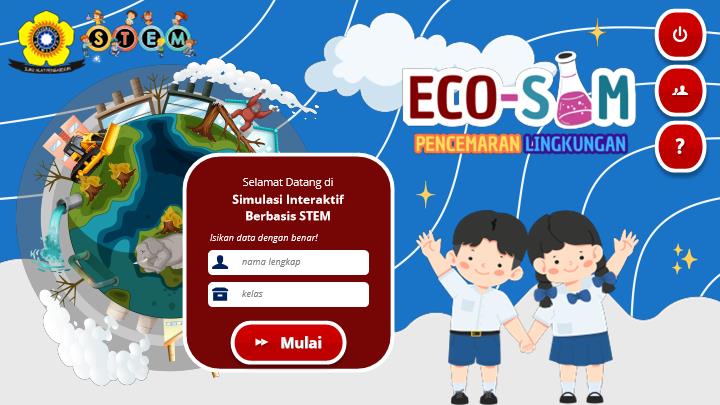 STEM
ECO-SIM
PENCEMARAN LINGKUNGAN
?
Selamat Datang di
Simulasi Interaktif
Berbasis STEM
Isikan data dengan benar!
nama lengkap
kelas
Mulai